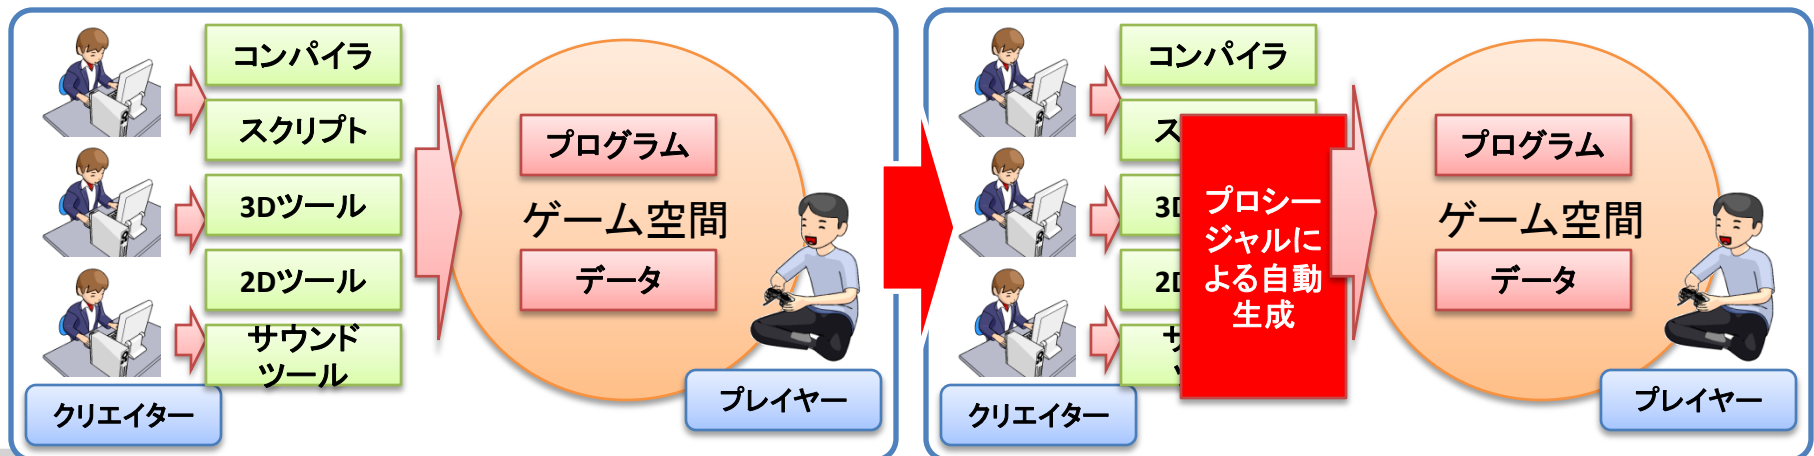 コンパイラ
スクリプト
3Dツール
2Dツール
サウンド
ツール
クリエイター
プログラム
ゲーム空間
データ
プレイヤー
コンパイラ
ス
3D
2D
プロシー
ジャルに
よる自動
生成
クリエイター
プログラム
ゲーム空間
データ
プレイヤー